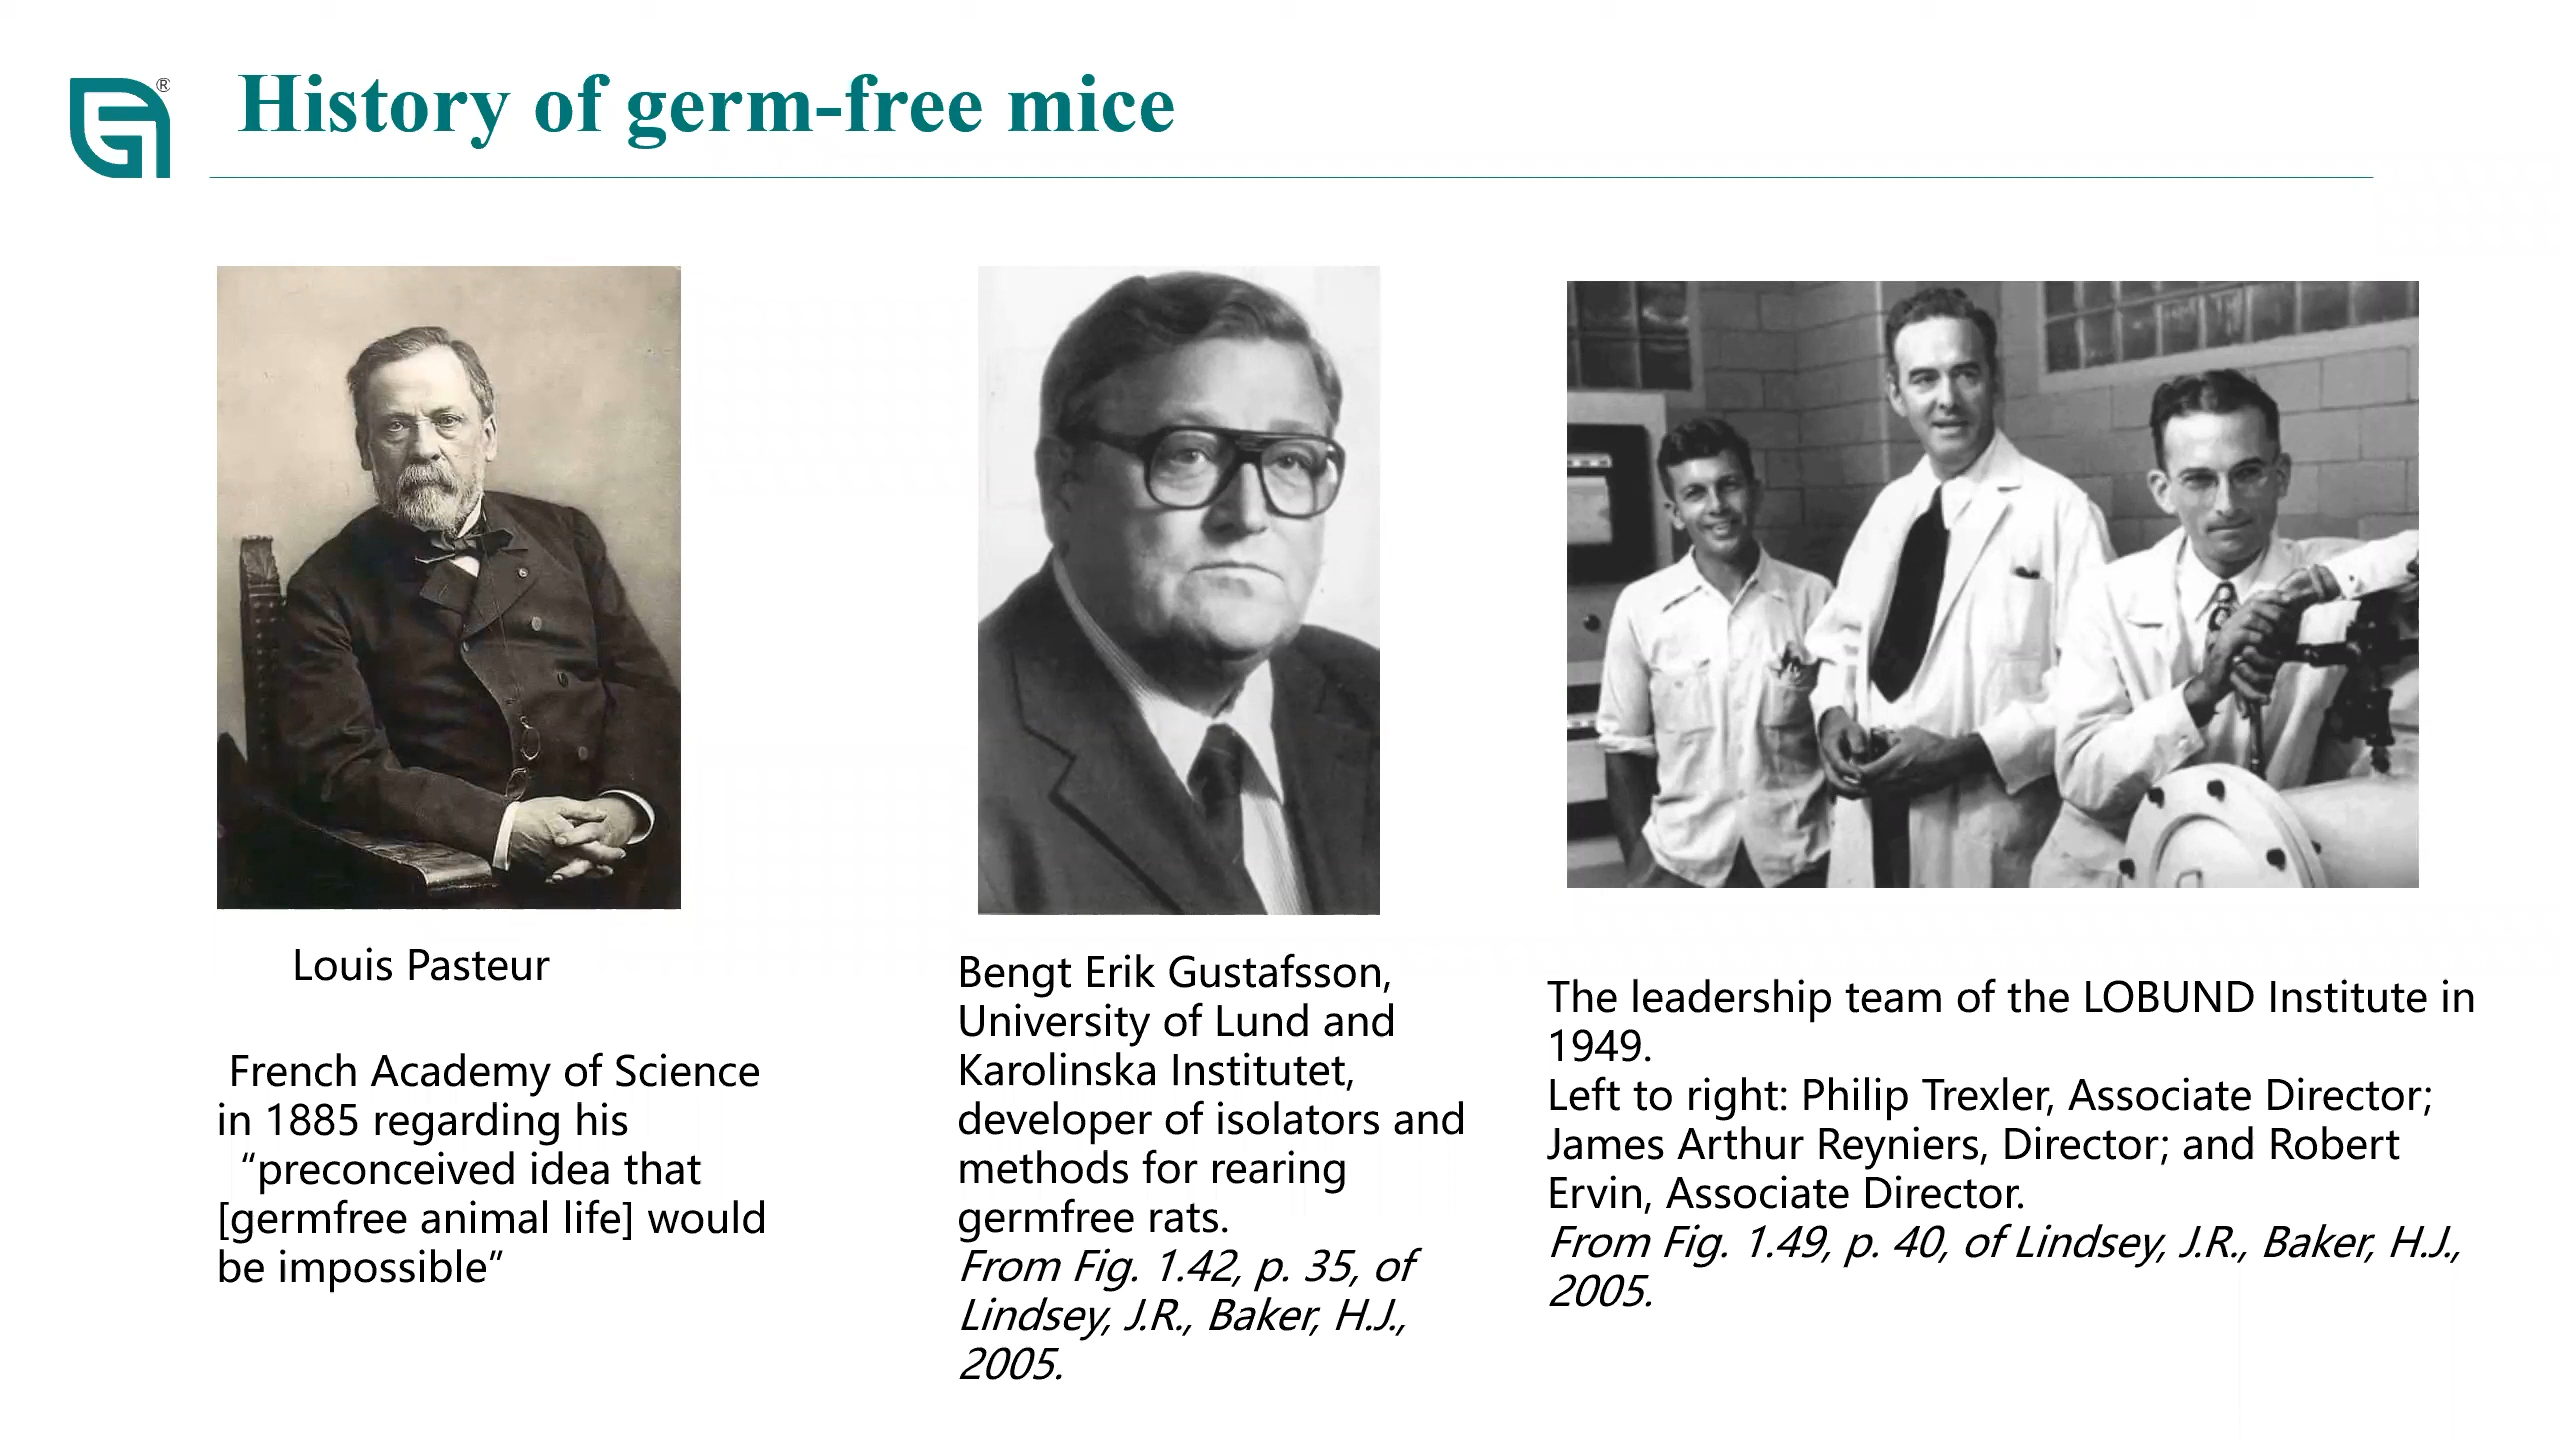 ®
History of germ-free mice
Louis Pasteur
French Academy of Science
in 1885 regarding his
“preconceived idea that
[germfree animal life] would
be impossible”
Bengt Erik Gustafsson,
University of Lund and
Karolinska Institutet,
developer of isolators and
methods for rearing
germfree rats.
From Fig. 1.42, p. 35, of
Lindsey, J.R., Baker, H.J.,
2005.
The leadership team of the LOBUND Institute in
1949.
Left to right: Philip Trexler, Associate Director;
James Arthur Reyniers, Director; and Robert
Ervin, Associate Director.
From Fig. 1.49, p. 40, of Lindsey, J.R., Baker, H.J.,
2005.